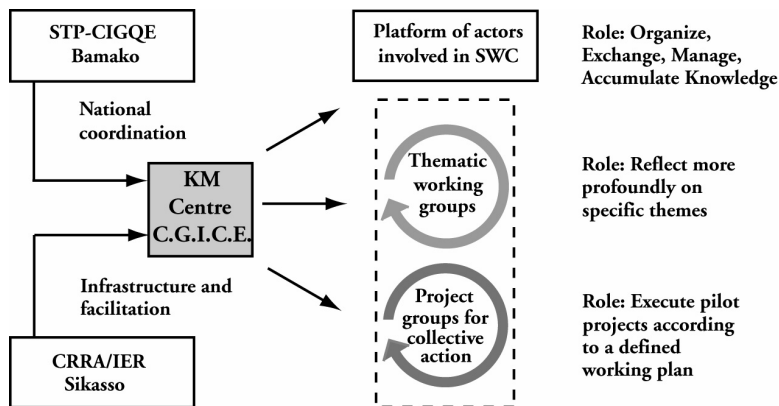 STP-CIGQE
Bamako
National
coordination
KM
Centre
C.G.I.C.E.
Infrastructure and
facilitation
CRRA/IER
Sikasso
Platform of actors
involved in SWC
Thematic
working
groups
Project
groups for
collective
action
Role: Organize,
Exchange, Manage,
Accumulate Knowledge
Role: Reflect more
profoundly on
specific themes
Role: Execute pilot
projects according
to a defined
working plan